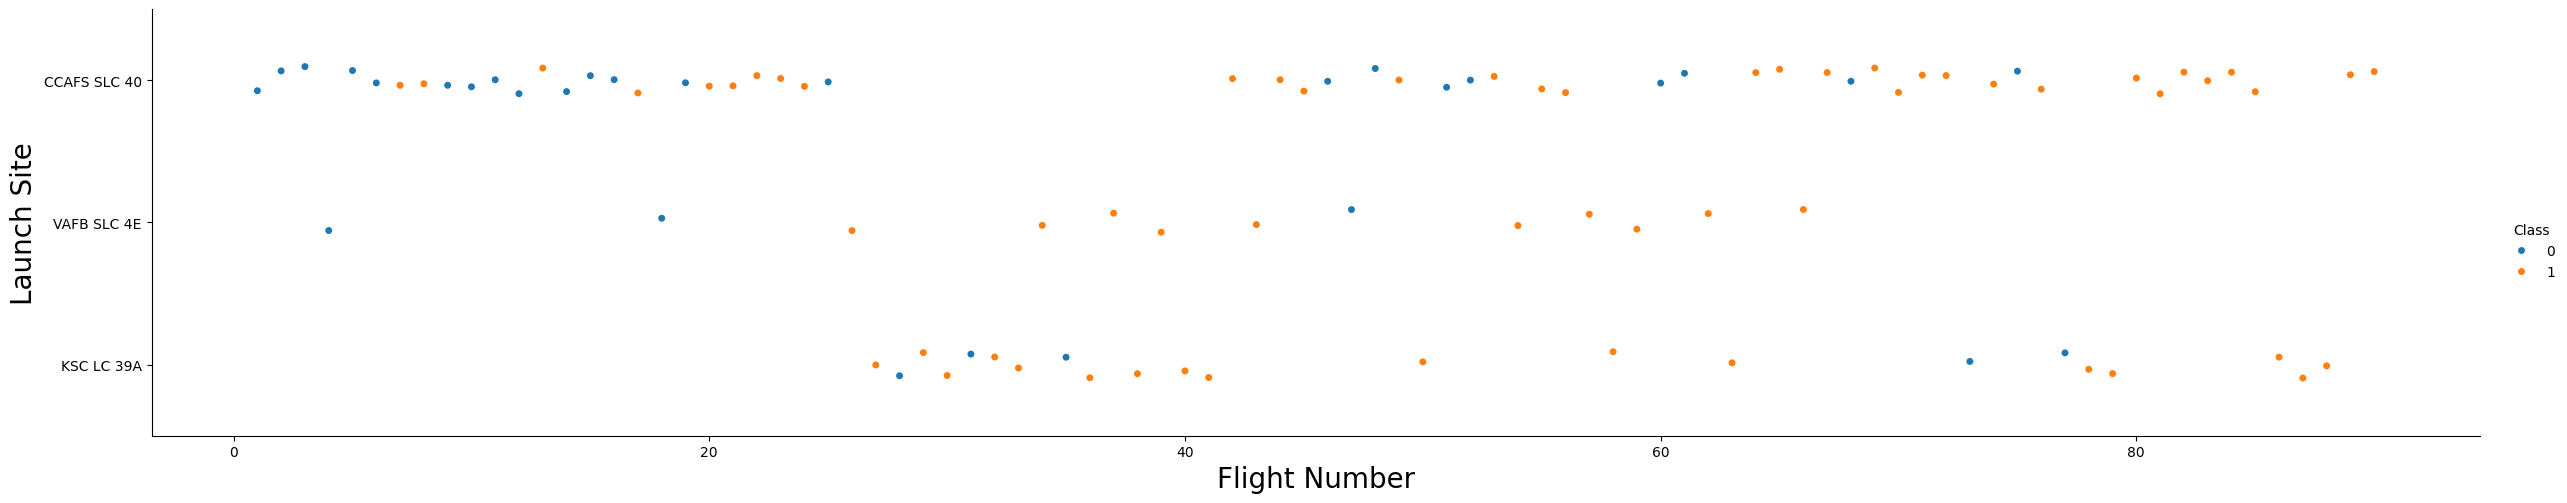 Launch Site
CCAFS SLC 40
VAFB SLC 4E
KSC LC 39A
0 20 40 60 80
Flight Number
Class
0
1